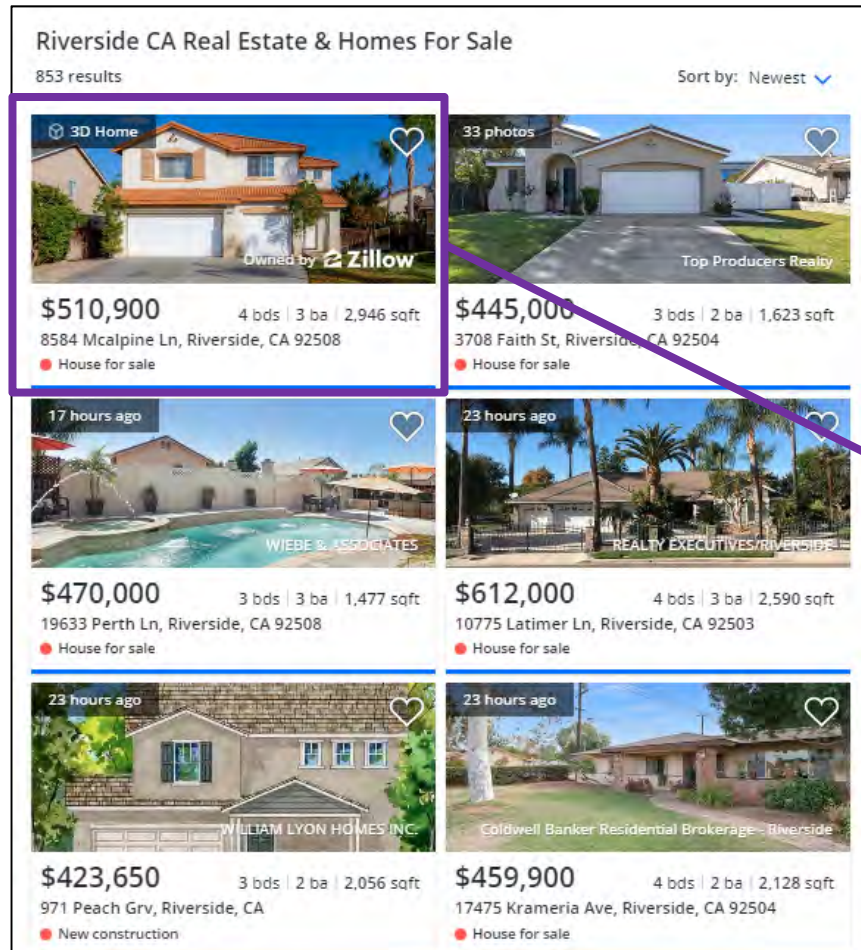 Riverside CA Real Estate & Homes For Sale
853 results
Sort by: Newest
3D Home
Owned by Zillow
$510,900
4 bds | 3 ba | 2,946 sqft
8584 Mcalpine Ln, Riverside, CA 92508
House for sale
33 photos
Top Producers Realty
$445,000
3 bds | 2 ba | 1,623 sqft
3708 Faith St, Riverside, CA 92504
House for sale
17 hours ago
WIEBE & ASSOCIATES
$470,000
3 bds | 3 ba | 1,477 sqft
19633 Perth Ln, Riverside, CA 92508
House for sale
23 hours ago
REALTY EXECUTIVES/RIVERSIDE
$612,000
4 bds | 3 ba | 2,590 sqft
10775 Latimer Ln, Riverside, CA 92503
House for sale
23 hours ago
WILLIAM LYON HOMES INC.
$423,650
3 bds | 2 ba | 2,056 sqft
971 Peach Grv, Riverside, CA
New construction
23 hours ago
Coldwell Banker Residential Brokerage - Riverside
$459,900
4 bds | 2 ba | 2,128 sqft
17475 Krameria Ave, Riverside, CA 92504
House for sale